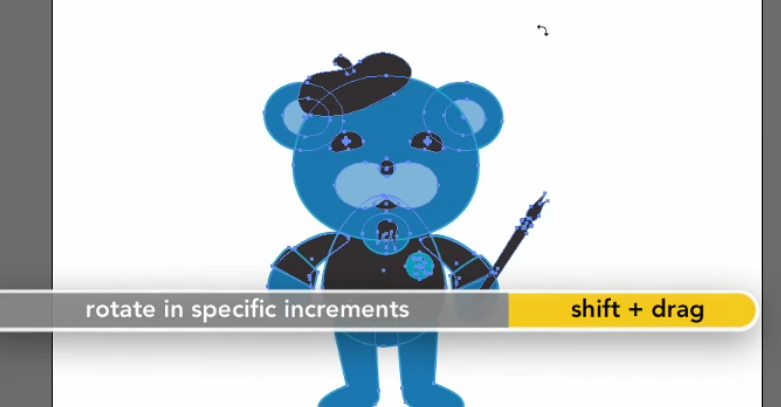 rotate in specific increments
shift + drag